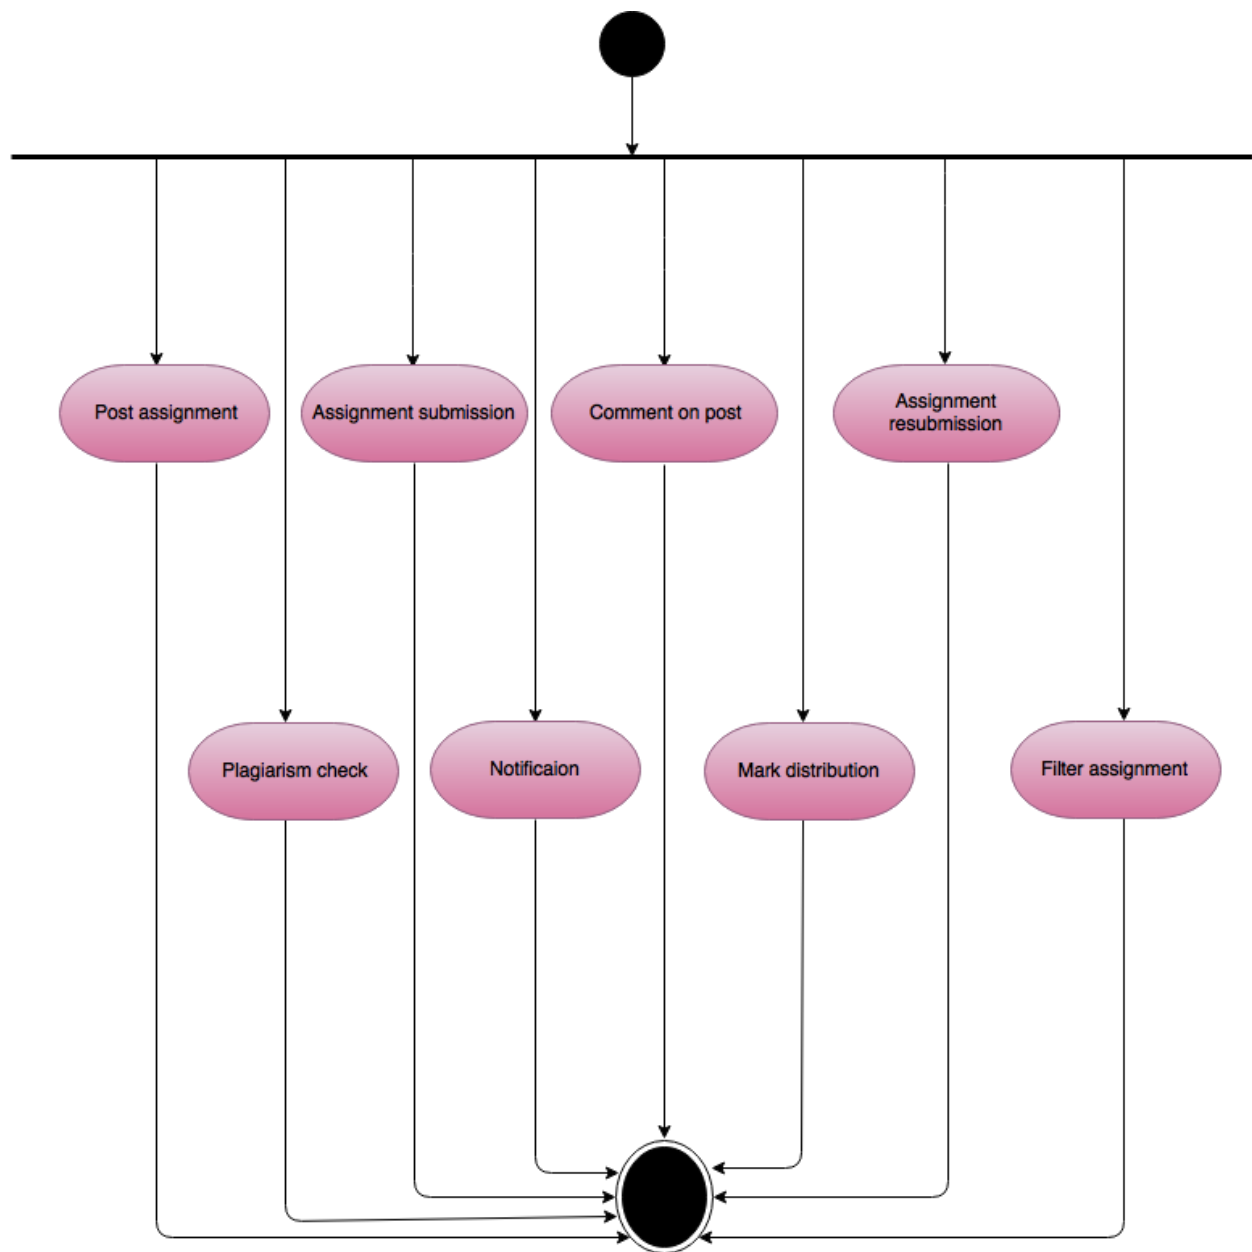 Post assignment
Assignment submission
Comment on post
Assignment
resubmission
Plagiarism check
Notificaion
Mark distribution
Filter assignment